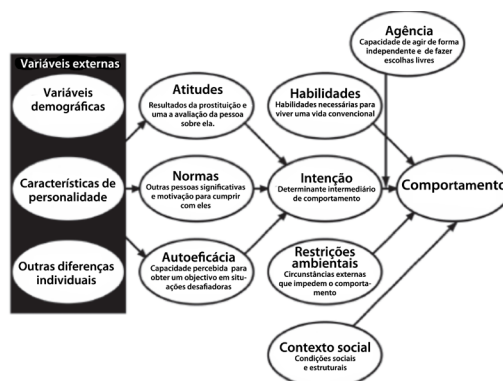 Variáveis externas
Variáveis
demográficas
Características de
personalidade
Outras diferenças
individuais
Atitudes
Resultados da prostituição e
uma a avaliação da pessoa
sobre ela.
Normas
Outras pessoas significativas
e motivação para cumprir
com eles
Autoeficácia
Capacidade percebida para
obter um objectivo em situ-
ações desafiadoras
Habilidades
Habilidades necessárias para
viver uma vida convencional
Intenção
Determinante intermediário
de comportamento
Restrições
ambientais
Circunstâncias externas
que impedem o comporta-
mento
Contexto social
Condições sociais
e estruturais
Agência
Capacidade de agir de forma
independente e de fazer
escolhas livres
Comportamento